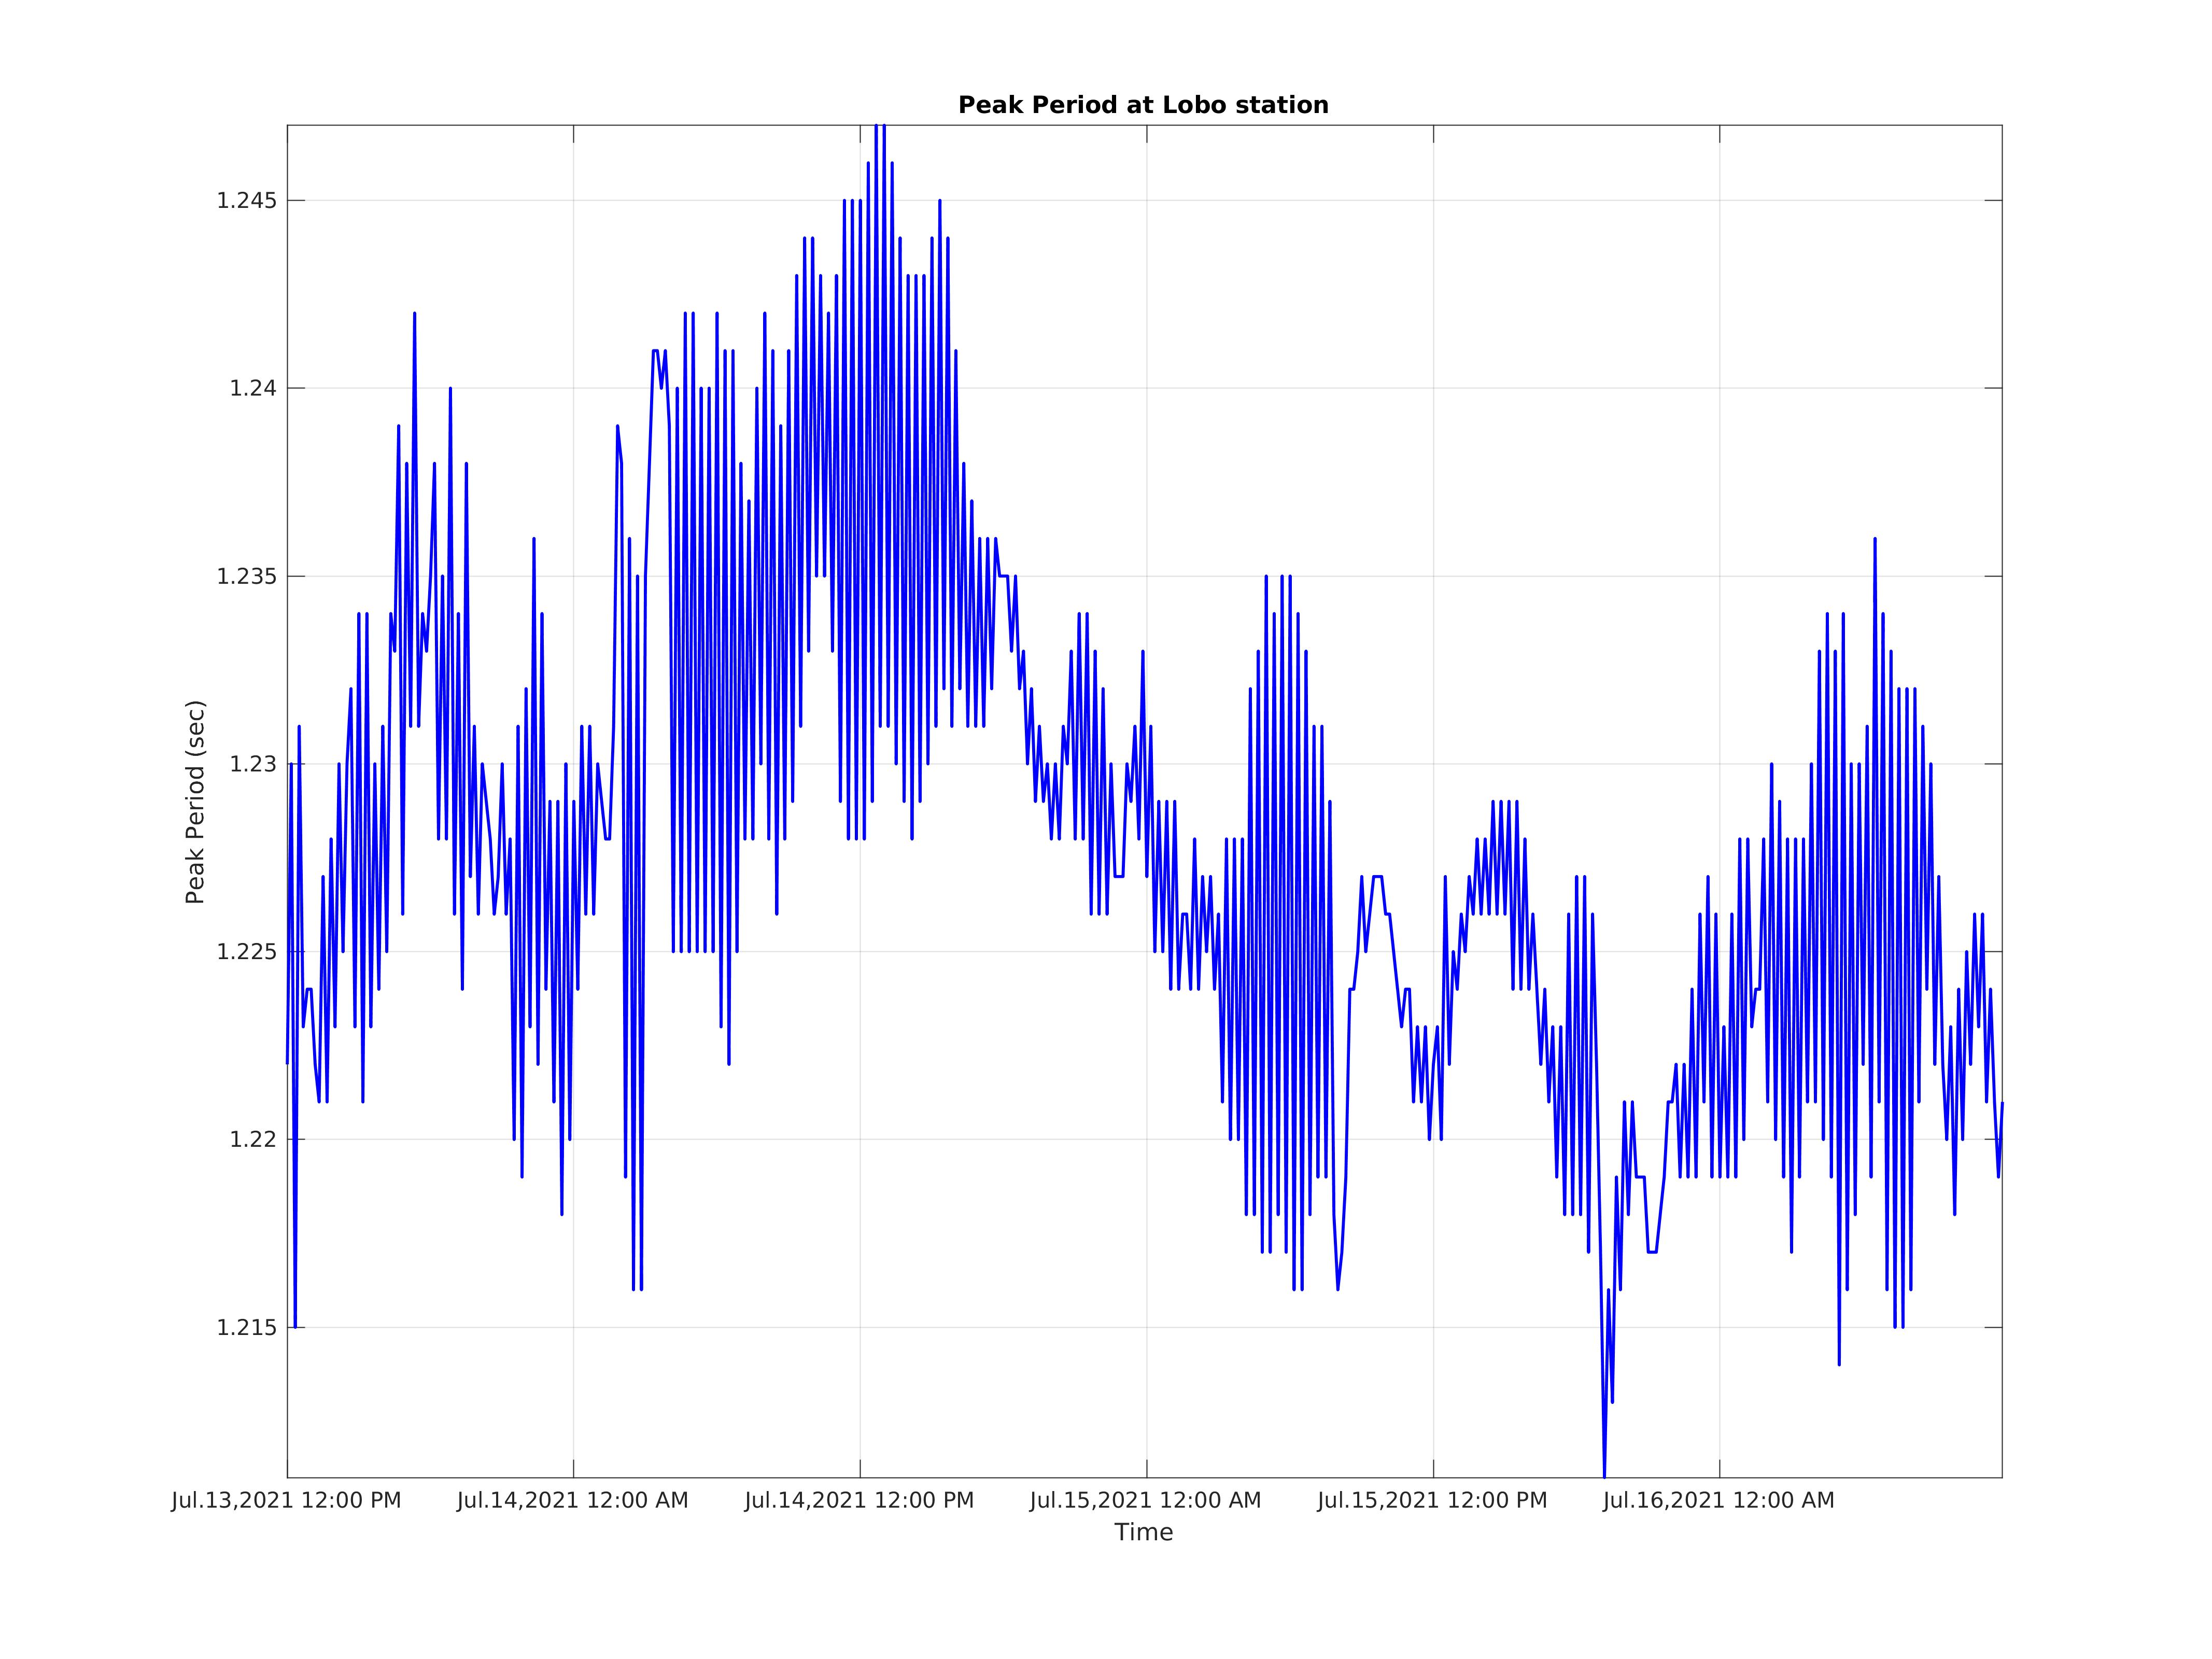 Peak Period at Lobo station
Peak Period (sec)
1.245
1.24
1.235
1.23
1.225
1.22
1.215
Jul.13,2021 12:00 PM
Jul.14,2021 12:00 AM
Jul.14,2021 12:00 PM
Jul.15,2021 12:00 AM
Jul.15,2021 12:00 PM
Jul.16,2021 12:00 AM
Time